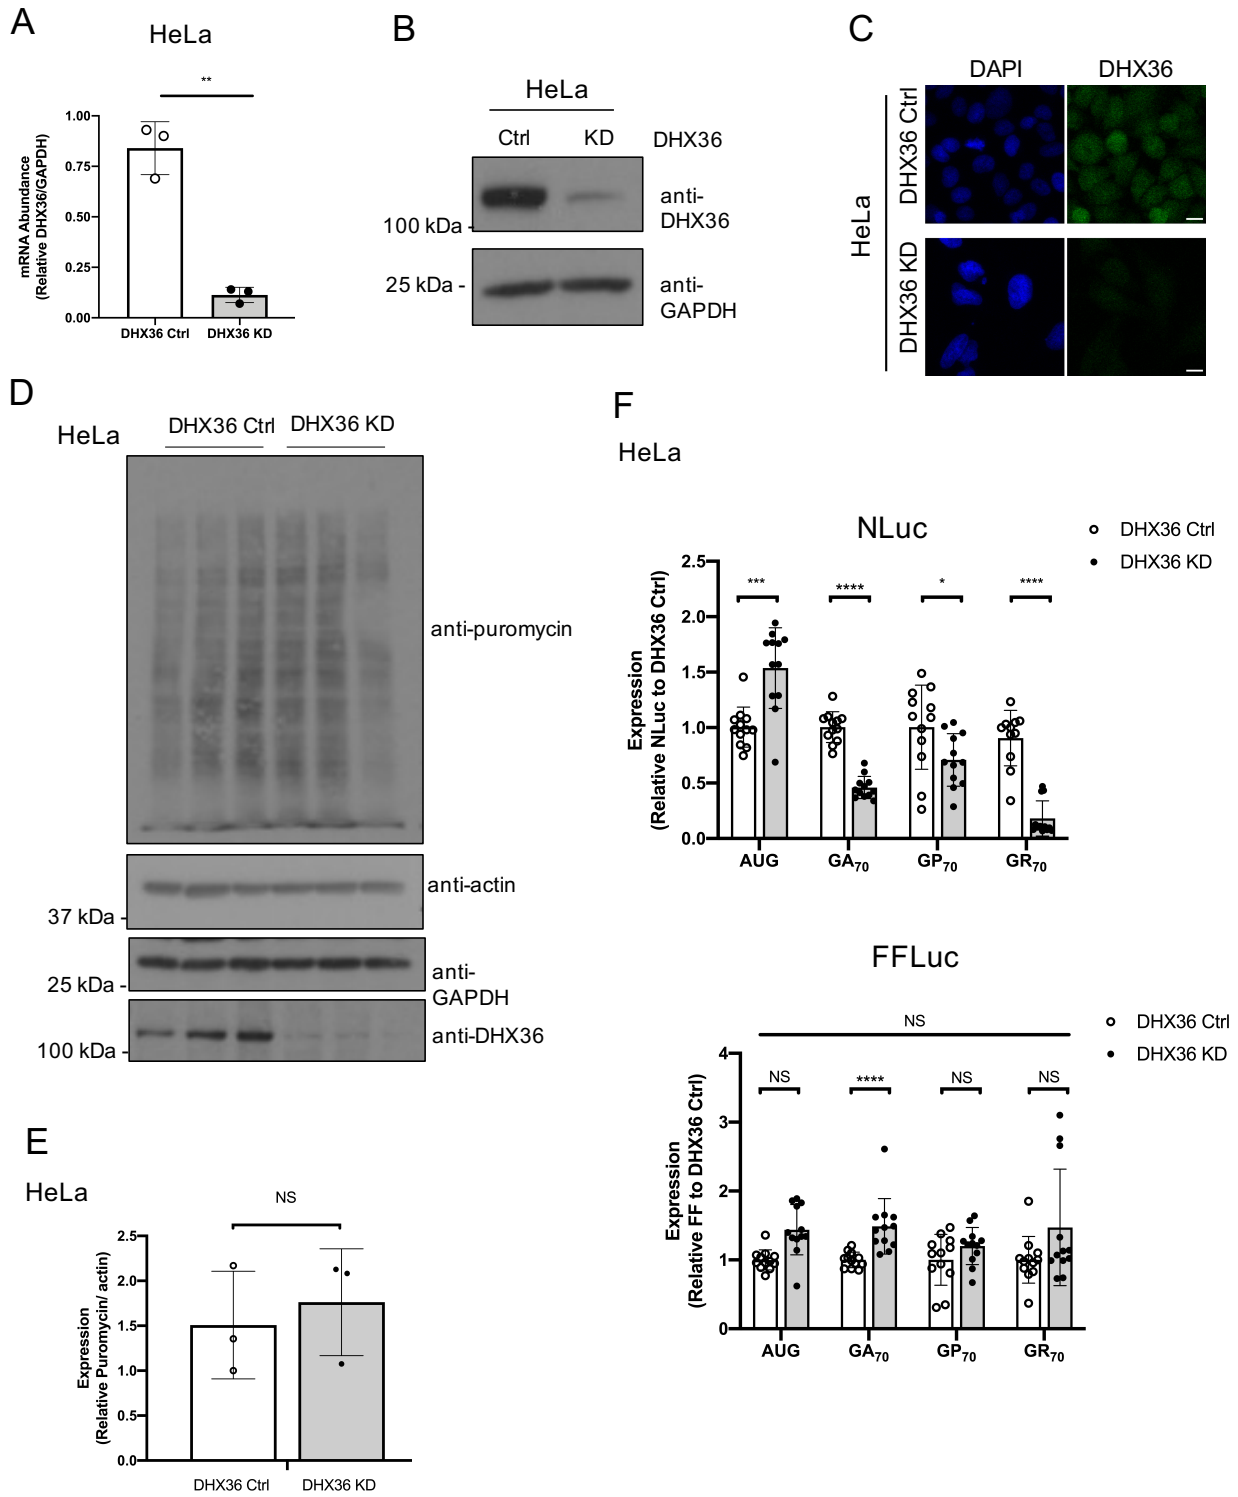 A
HeLa
**
mRNA Abundance
(Relative DHX36/GAPDH)
1.00
0.75
0.50
0.25
0.00
DHX36 Ctrl
DHX36 KD
B
HeLa
Ctrl
KD
DHX36
100 kDa -
anti-
DHX36
25 kDa -
anti-
GAPDH
C
DAPI
DHX36
HeLa
DHX36 Ctrl
DHX36 KD
D
HeLa
DHX36 Ctrl
DHX36 KD
anti-puromycin
anti-actin
37 kDa -
25 kDa -
anti-
GAPDH
100 kDa -
anti-DHX36
E
HeLa
NS
Expression
(Relative Puromycin/ actin)
2.5
2.0
1.5
1.0
0.5
0.0
DHX36 Ctrl
DHX36 KD
F
HeLa
NLuc
DHX36 Ctrl
DHX36 KD
Expression
(Relative NLuc to DHX36 Ctrl)
2.5
2.0
1.5
1.0
0.5
0.0
***
****
*
****
AUG
GA70
GP70
GR70
FFLuc
DHX36 Ctrl
DHX36 KD
NS
NS
****
NS
NS
Expression
(Relative FF to DHX36 Ctrl)
4
3
2
1
0
AUG
GA70
GP70
GR70